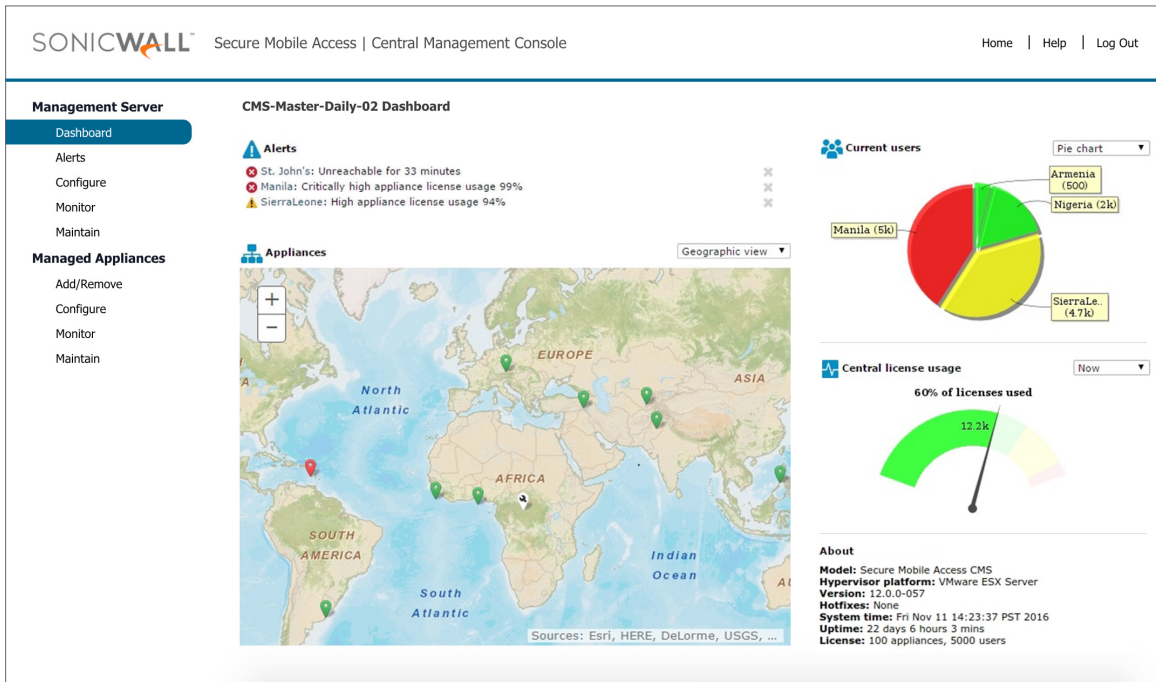 SONICWALL™ Secure Mobile Access | Central Management Console
Home | Help | Log Out
Management Server
Dashboard
Alerts
Configure
Monitor
Maintain
Managed Appliances
Add/Remove
Configure
Monitor
Maintain
CMS-Master-Daily-02 Dashboard
Alerts
St. John's: Unreachable for 33 minutes
Manila: Critically high appliance license usage 99%
SierraLeone: High appliance license usage 94%
Appliances
Geographic view
+
−
EUROPE
ASIA
North
Atlantic
AFRICA
SOUTH
AMERICA
Indian
Ocean
South
Atlantic
AU
Sources: Esri, HERE, DeLorme, USGS, ...
Current users
Pie chart
Armenia
(500)
Nigeria (2k)
Manila (5k)
SierraLe..
(4.7k)
Central license usage
Now
60% of licenses used
12.2k
About
Model: Secure Mobile Access CMS
Hypervisor platform: VMware ESX Server
Version: 12.0.0-057
Hotfixes: None
System time: Fri Nov 11 14:23:37 PST 2016
Uptime: 22 days 6 hours 3 mins
License: 100 appliances, 5000 users